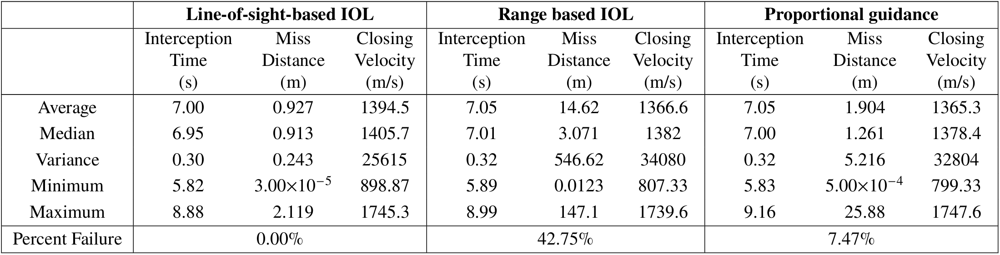 Line-of-sight-based IOL Range based IOL Proportional guidance
Interception Miss Closing Interception Miss Closing Interception Miss Closing
Time Distance Velocity Time Distance Velocity Time Distance Velocity
(s) (m) (m/s) (s) (m) (m/s) (s) (m) (m/s)
Average 7.00 0.927 1394.5 7.05 14.62 1366.6 7.05 1.904 1365.3
Median 6.95 0.913 1405.7 7.01 3.071 1382 7.00 1.261 1378.4
Variance 0.30 0.243 25615 0.32 546.62 34080 0.32 5.216 32804
Minimum 5.82 3.00×10⁻⁵ 898.87 5.89 0.0123 807.33 5.83 5.00×10⁻⁴ 799.33
Maximum 8.88 2.119 1745.3 8.99 147.1 1739.6 9.16 25.88 1747.6
Percent Failure 0.00% 42.75% 7.47%